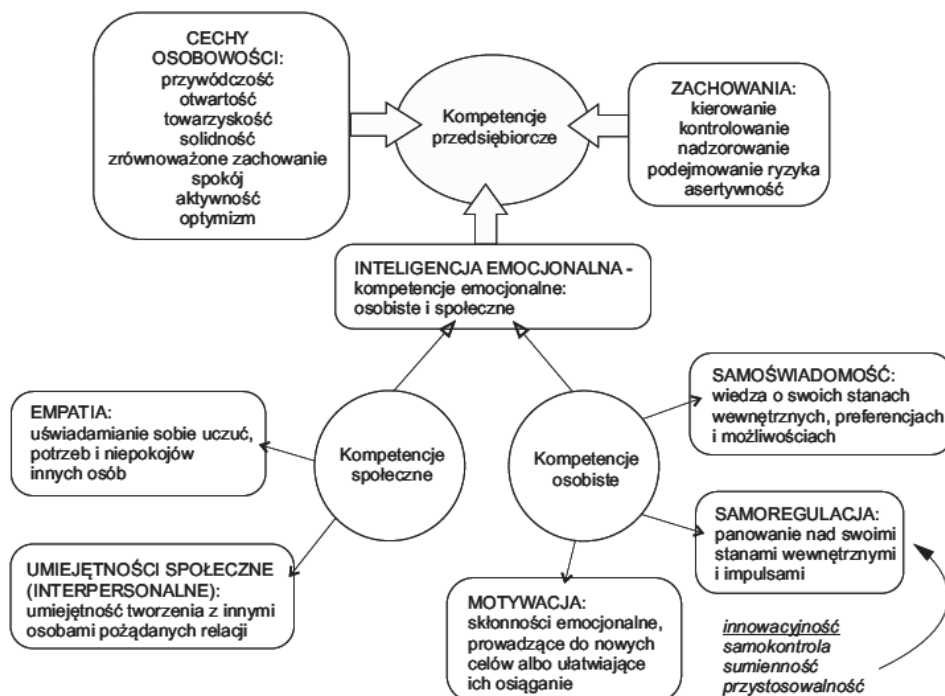 CECHY
OSOBOWOŚCI:
przywódczość
otwartość
towarzyskość
solidność
zrównoważone zachowanie
spokój
aktywność
optymizm
Kompetencje
przedsiębiorcze
ZACHOWANIA:
kierowanie
kontrolowanie
nadzorowanie
podejmowanie ryzyka
asertywność
INTELIGENCJA EMOCJONALNA -
kompetencje emocjonalne:
osobiste i społeczne
EMPATIA:
uświadamianie sobie uczuć,
potrzeb i niepokojów
innych osób
Kompetencje
społeczne
Kompetencje
osobiste
SAMOŚWIADOMOŚĆ:
wiedza o swoich stanach
wewnętrznych, preferencjach
i możliwościach
UMIEJĘTNOŚCI SPOŁECZNE
(INTERPERSONALNE):
umiejętność tworzenia z innymi
osobami pożądanych relacji
MOTYWACJA:
skłonności emocjonalne,
prowadzące do nowych
celów albo ułatwiające
ich osiąganie
SAMOREGULACJA:
panowanie nad swoimi
stanami wewnętrznymi
i impulsami
innowacyjność
samokontrola
sumienność
przystosowalność